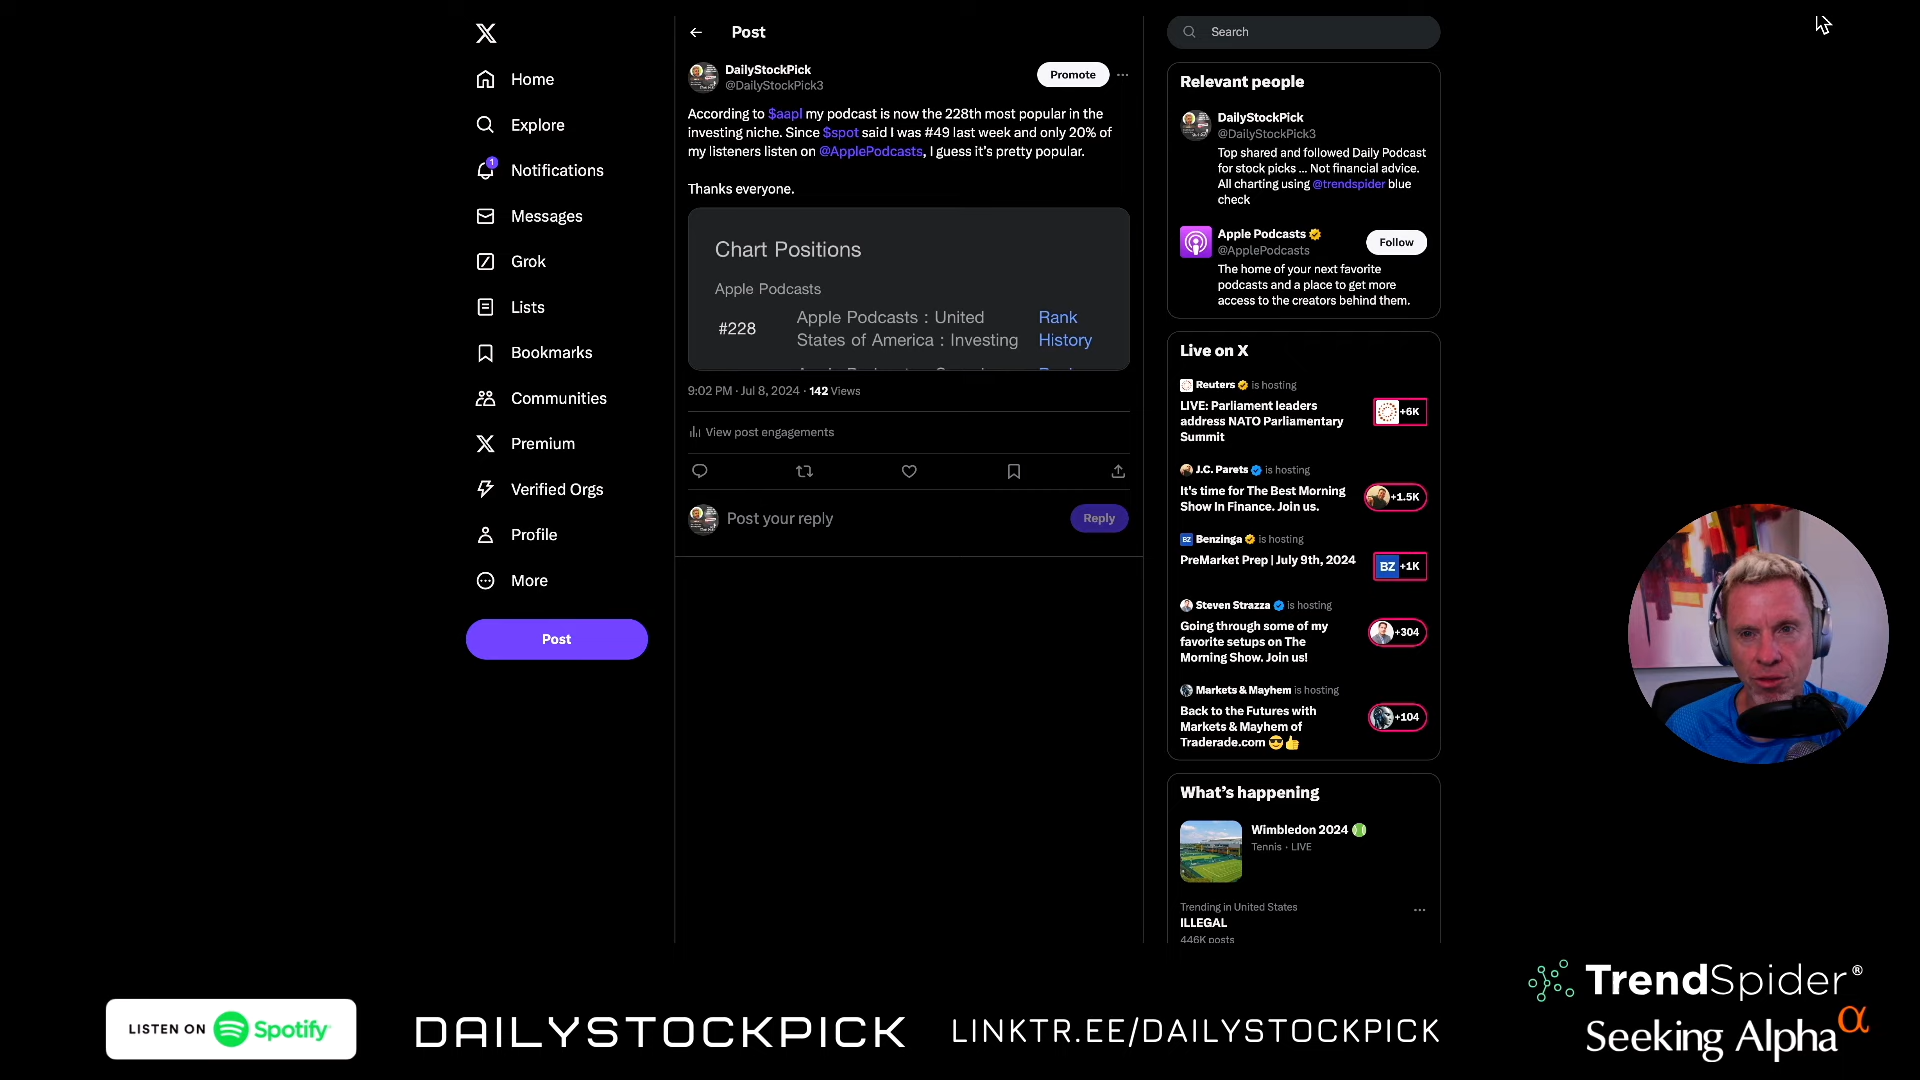 X
Home
Explore
1
Notifications
Messages
Grok
Lists
Bookmarks
Communities
Premium
Verified Orgs
Profile
More
Post
Post
DailyStockPick
@DailyStockPick3
Promote
According to $aapl my podcast is now the 228th most popular in the
investing niche. Since $spot said I was #49 last week and only 20% of
my listeners listen on @ApplePodcasts, I guess it's pretty popular.
Thanks everyone.
Chart Positions
Apple Podcasts
#228
Apple Podcasts : United
States of America : Investing
Rank
History
9:02 PM · Jul 8, 2024 · 142 Views
View post engagements
Post your reply
Reply
Search
Relevant people
DailyStockPick
@DailyStockPick3
Top shared and followed Daily Podcast
for stock picks ... Not financial advice.
All charting using @trendspider blue
check
Apple Podcasts
@ApplePodcasts
Follow
The home of your next favorite
podcasts and a place to get more
access to the creators behind them.
Live on X
Reuters is hosting
LIVE: Parliament leaders
address NATO Parliamentary
Summit
+6K
J.C. Parets is hosting
It's time for The Best Morning
Show In Finance. Join us.
+1.5K
BZ Benzinga is hosting
PreMarket Prep | July 9th, 2024
BZ +1K
Steven Strazza is hosting
Going through some of my
favorite setups on The
Morning Show. Join us!
+304
Markets & Mayhem is hosting
Back to the Futures with
Markets & Mayhem of
Traderade.com 😎👍
+104
What's happening
Wimbledon 2024
Tennis · LIVE
Trending in United States
ILLEGAL
446K posts
LISTEN ON Spotify
DAILYSTOCKPICK
LINKTR.EE/DAILYSTOCKPICK
TrendSpider®
Seeking Alpha α